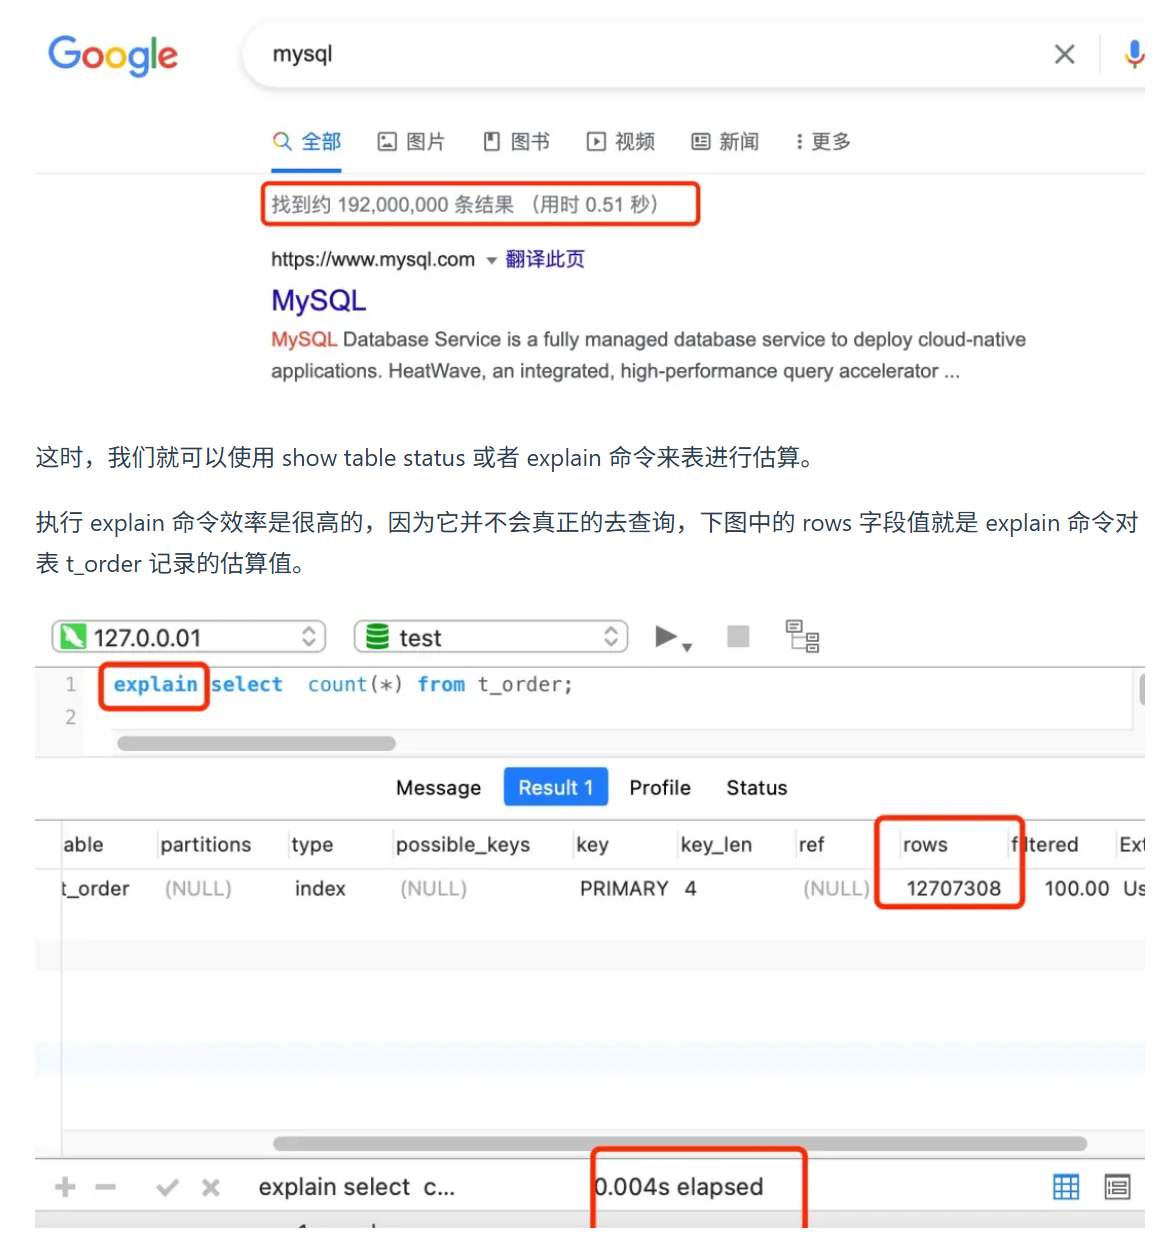 Google mysql
全部 图片 图书 视频 新闻 更多
找到约 192,000,000 条结果 （用时 0.51 秒）
https://www.mysql.com 翻译此页
MySQL
MySQL Database Service is a fully managed database service to deploy cloud-native
applications. HeatWave, an integrated, high-performance query accelerator ...
这时，我们就可以使用 show table status 或者 explain 命令来表进行估算。
执行 explain 命令效率是很高的，因为它并不会真正的去查询，下图中的 rows 字段值就是 explain 命令对
表 t_order 记录的估算值。
127.0.0.01 test
1 explain select count(*) from t_order;
2
Message Result 1 Profile Status
able partitions type possible_keys key key_len ref rows filtered Ext
t_order (NULL) index (NULL) PRIMARY 4 (NULL) 12707308 100.00 Us
explain select c... 0.004s elapsed